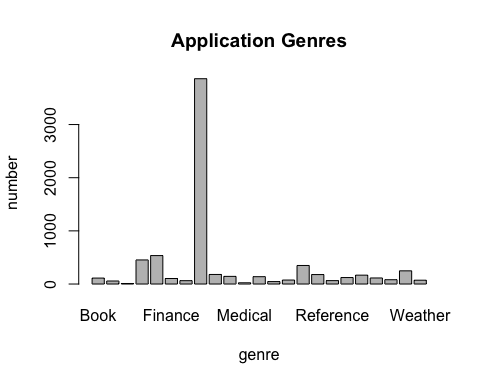 Application Genres
number
3000
2000
1000
0
Book Finance Medical Reference Weather
genre